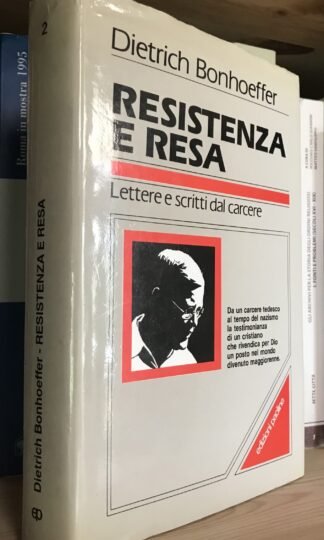 Dietrich Bonhoeffer
RESISTENZA
E RESA
Lettere e scritti dal carcere
Da un carcere tedesco
al tempo del nazismo
la testimonianza
di un cristiano
che rivendica per Dio
un posto nel mondo
divenuto maggiorenne.
edizioni paoline
2
Dietrich Bonhoeffer - RESISTENZA E RESA
Roma in mostra 1995
A CURA DI